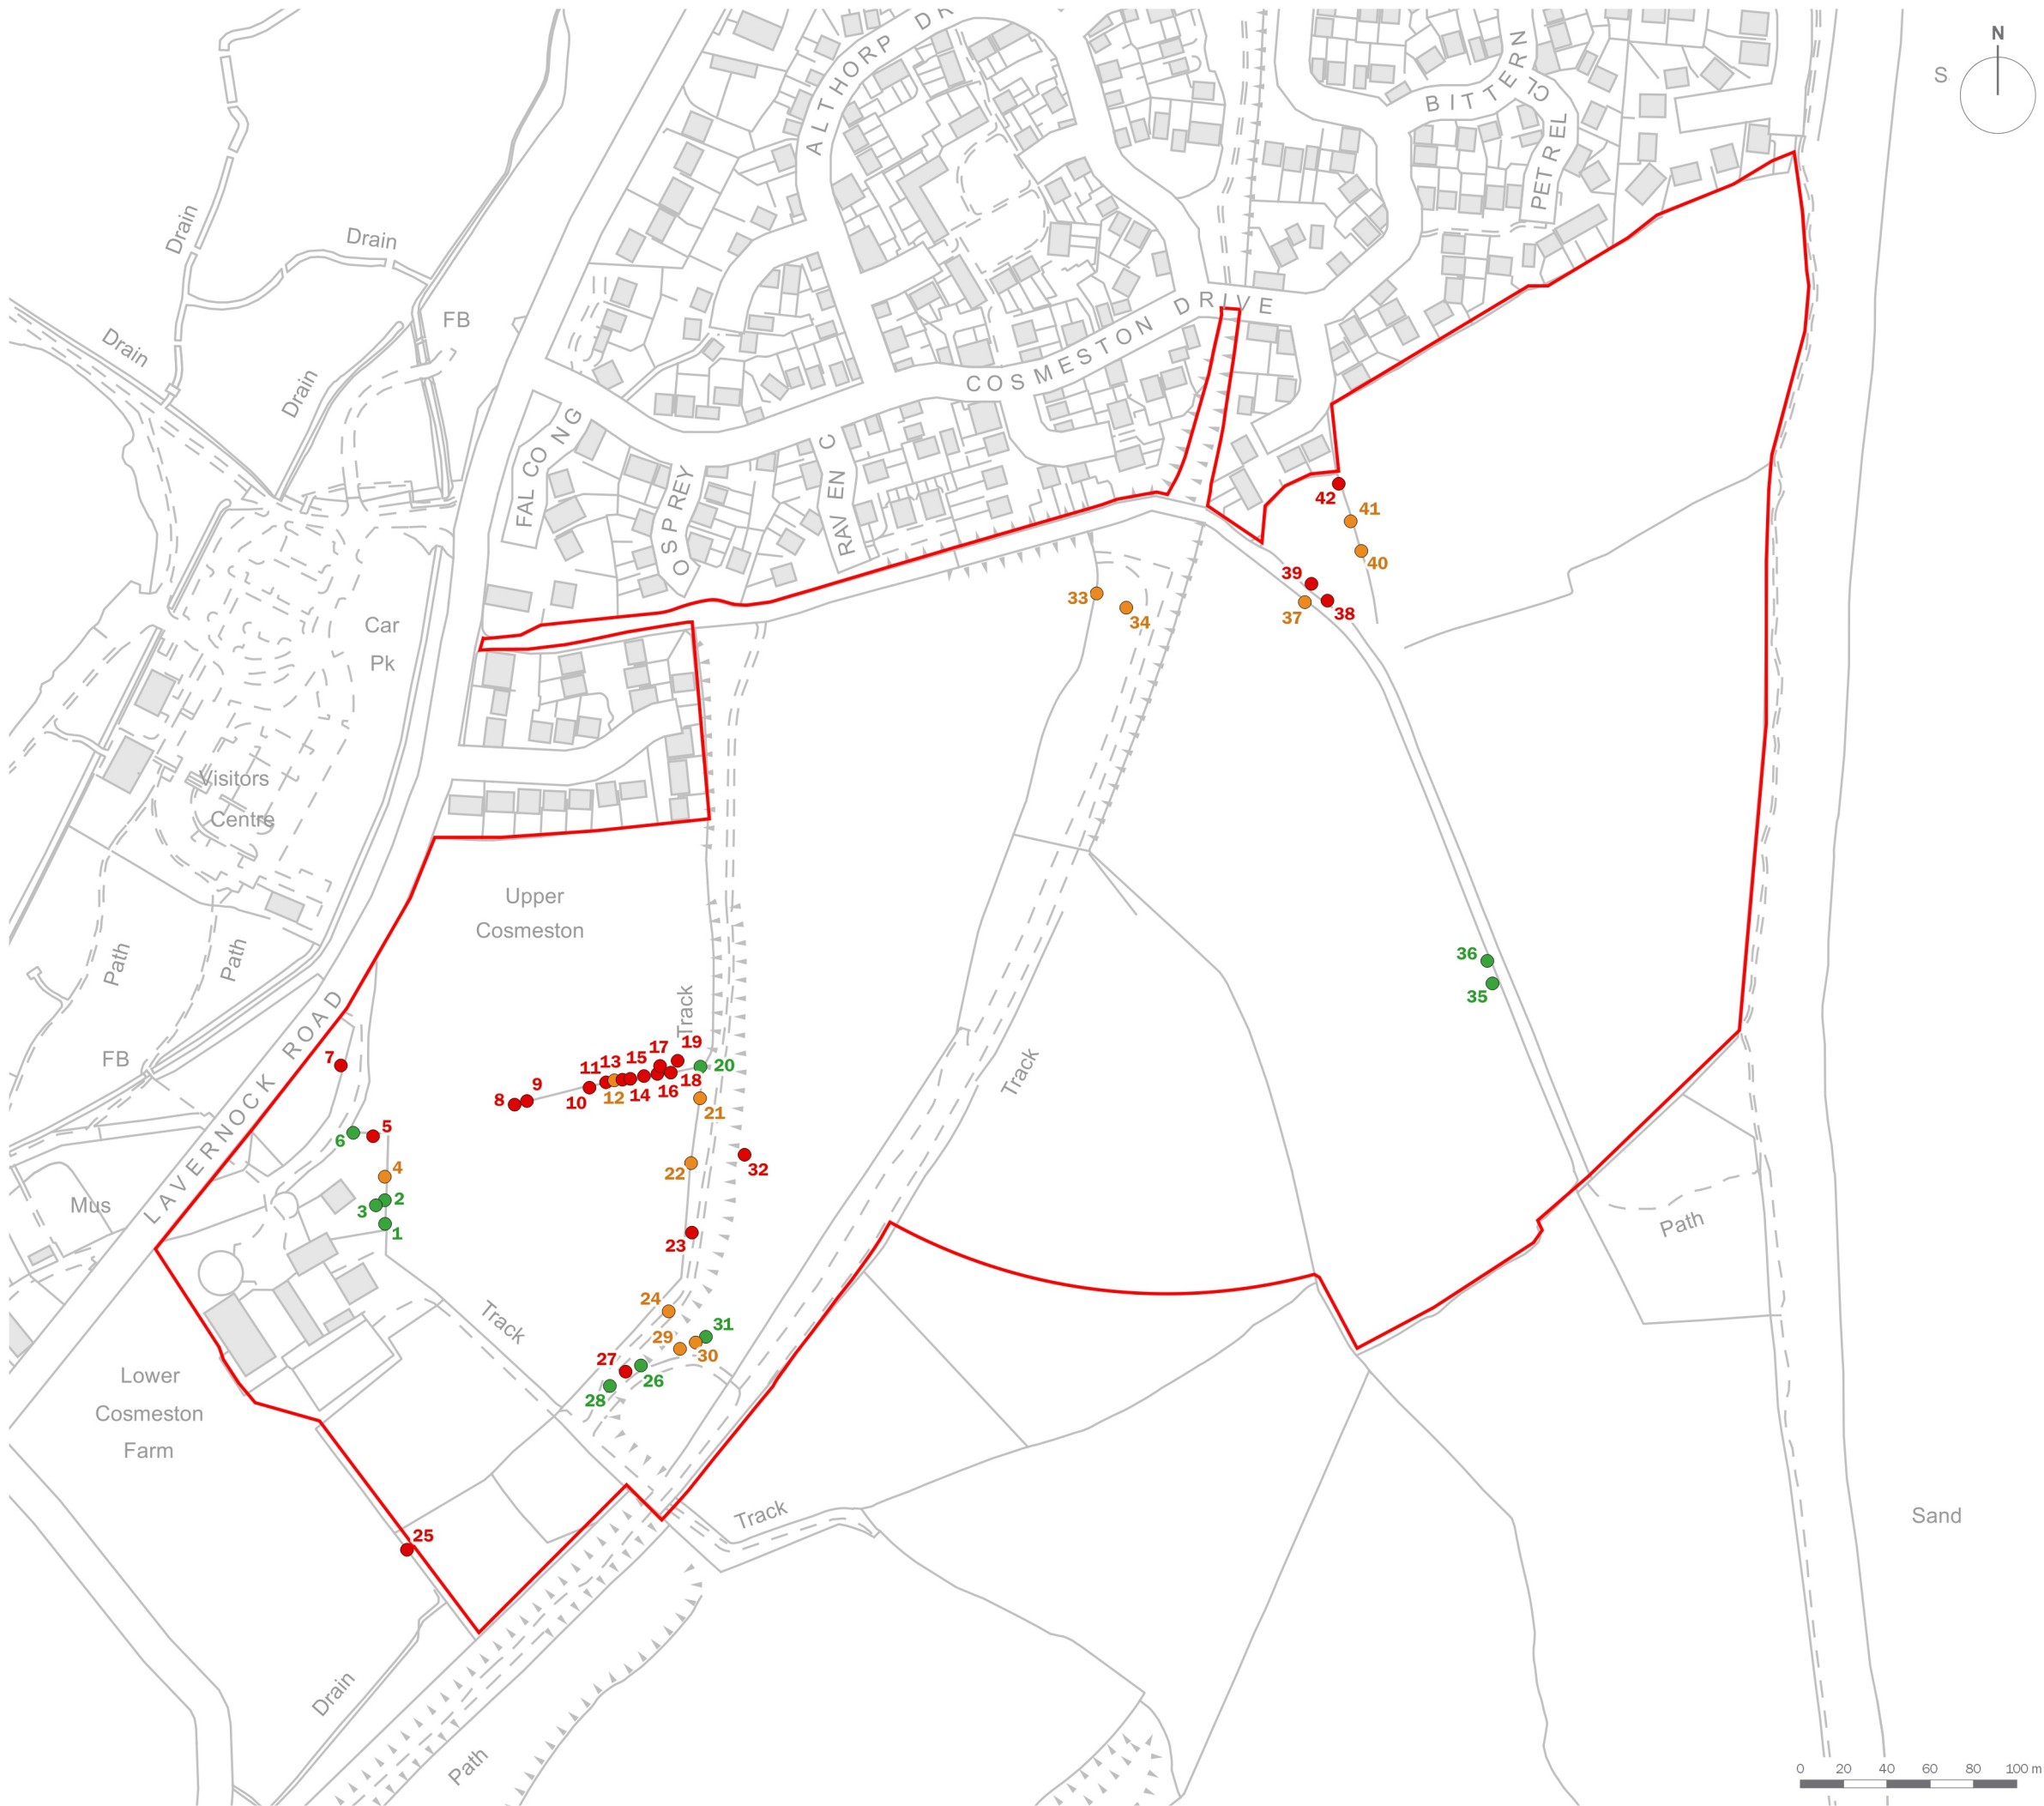 N
S
ALTHORP DR
BITTERN
CL
PETREL
Drain
Drain
FB
Drain
Drain
COSMESTON DRIVE
FALCON G
OSPREY
RAVEN C
42
41
40
39
38
37
33
34
Car
Pk
Visitors
Centre
Upper
Cosmeston
Path
Path
36
35
Track
LAVERNOCK ROAD
FB
7
8
9
10
11
13
12
15
14
17
16
19
18
20
21
Track
6
5
4
2
3
1
22
32
23
Mus
Path
24
31
29
30
27
26
28
Track
Lower
Cosmeston
Farm
Track
25
Sand
Drain
Path
0 20 40 60 80 100 m